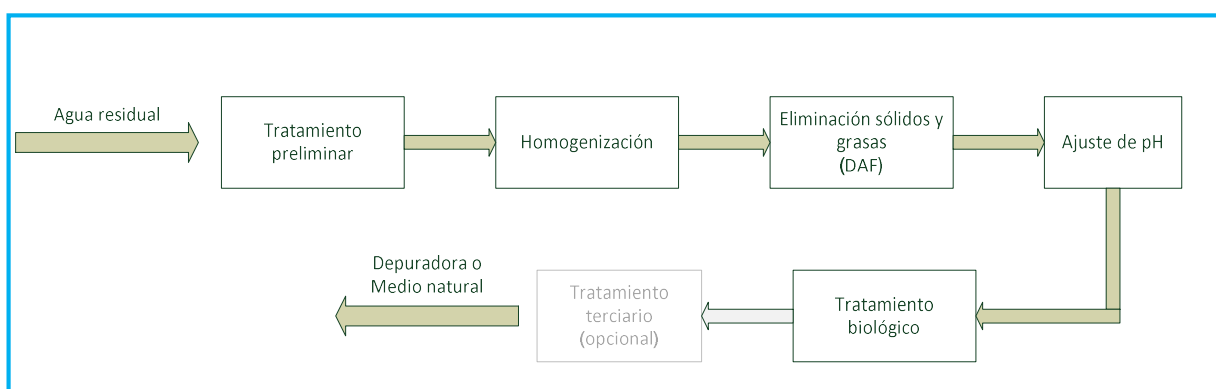 Agua residual
Tratamiento
preliminar
Homogenización
Eliminación sólidos y
grasas
(DAF)
Ajuste de pH
Depuradora o
Medio natural
Tratamiento
terciario
(opcional)
Tratamiento
biológico